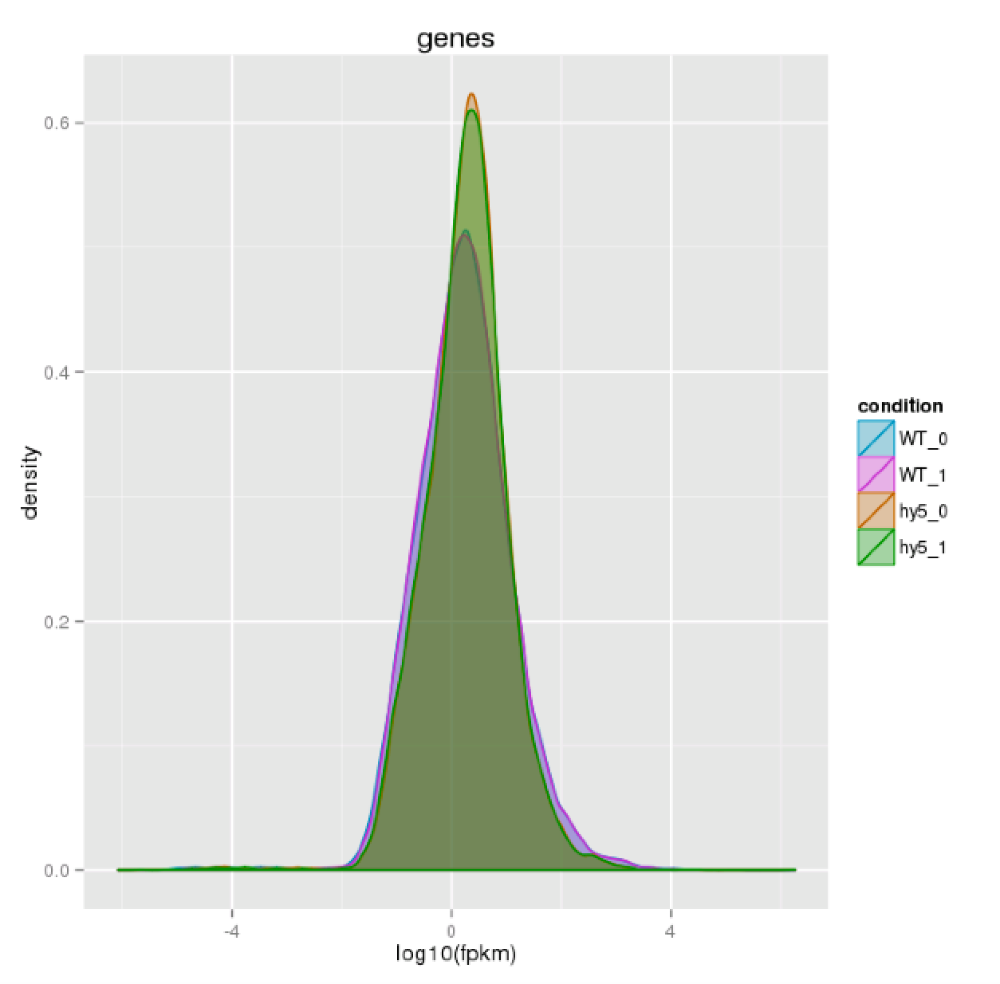 genes
density
0.6
0.4
0.2
0.0
-4
0
4
log10(fpkm)
condition
WT_0
WT_1
hy5_0
hy5_1